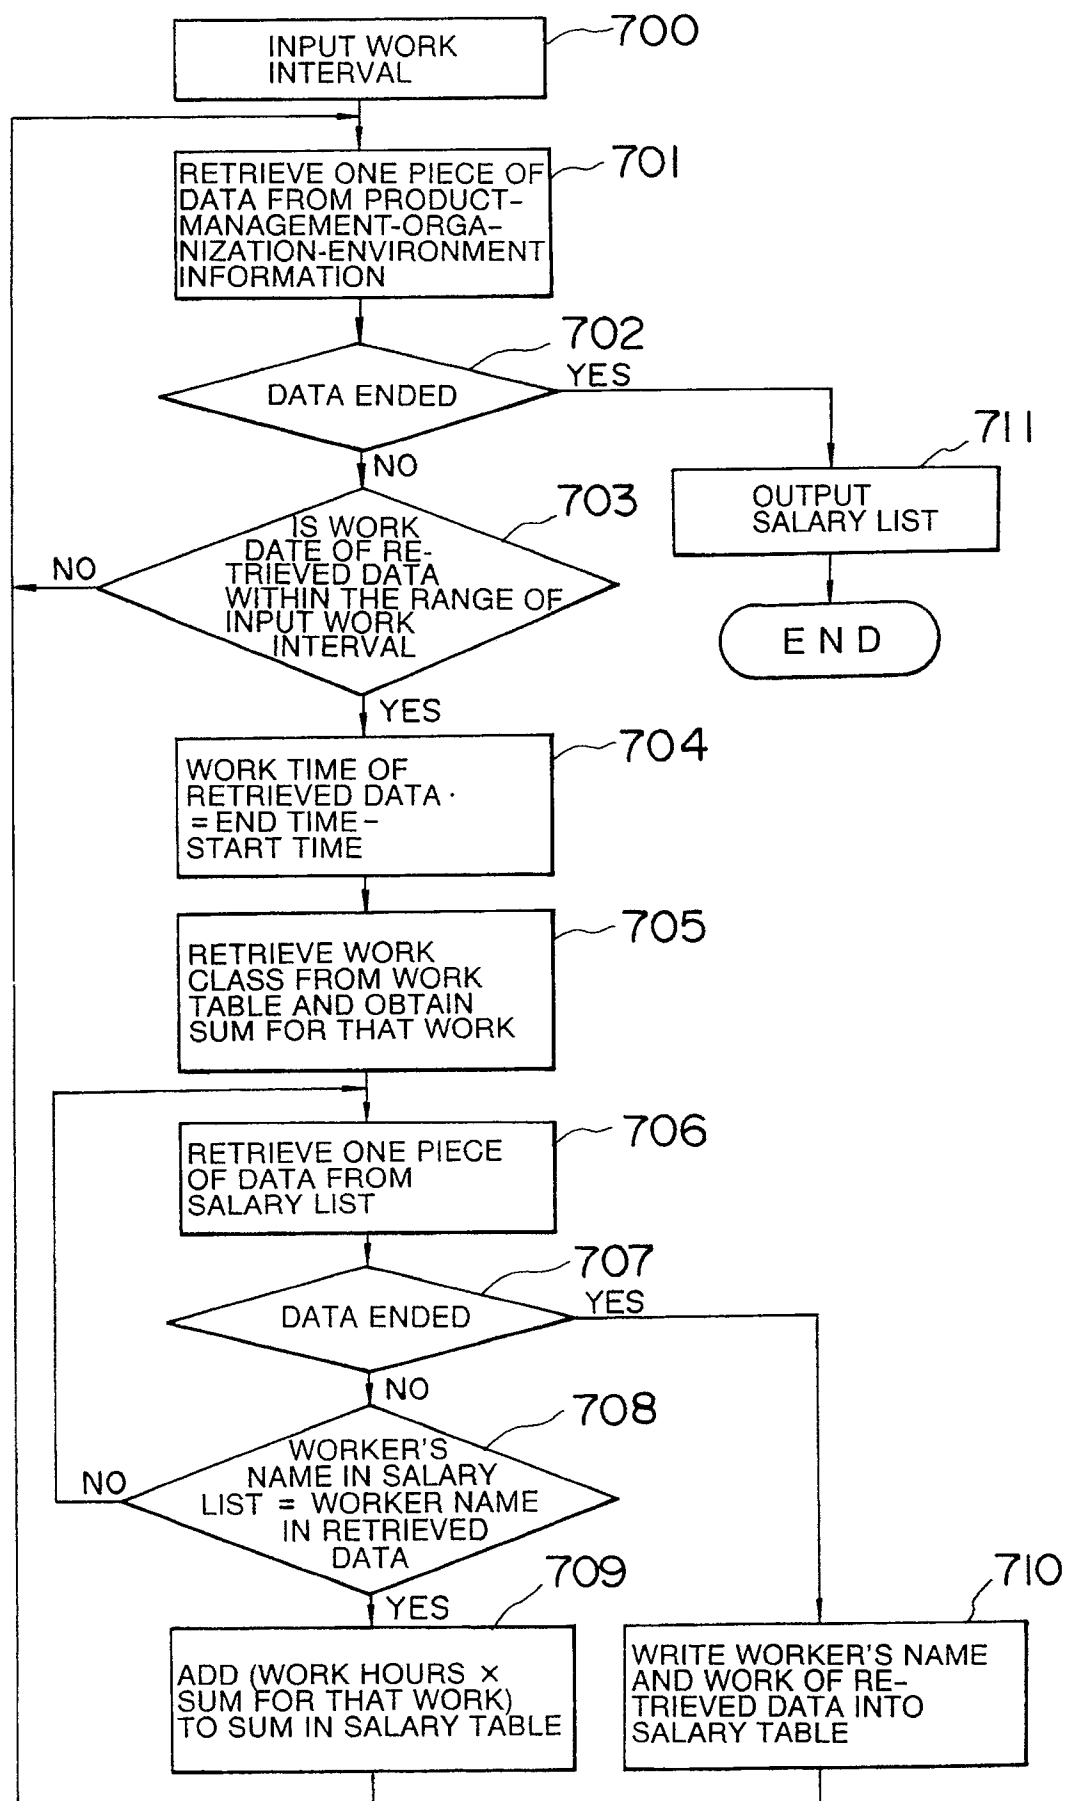 700
INPUT WORK
INTERVAL
701
RETRIEVE ONE PIECE OF
DATA FROM PRODUCT-
MANAGEMENT-ORGA-
NIZATION-ENVIRONMENT
INFORMATION
702
DATA ENDED
YES
NO
711
OUTPUT
SALARY LIST
END
703
IS WORK
DATE OF RE-
TRIEVED DATA
WITHIN THE RANGE OF
INPUT WORK
INTERVAL
NO
YES
704
WORK TIME OF
RETRIEVED DATA
= END TIME -
START TIME
705
RETRIEVE WORK
CLASS FROM WORK
TABLE AND OBTAIN
SUM FOR THAT WORK
706
RETRIEVE ONE PIECE
OF DATA FROM
SALARY LIST
707
DATA ENDED
YES
NO
708
WORKER'S
NAME IN SALARY
LIST = WORKER NAME
IN RETRIEVED
DATA
NO
YES
709
ADD (WORK HOURS ×
SUM FOR THAT WORK)
TO SUM IN SALARY TABLE
710
WRITE WORKER'S NAME
AND WORK OF RE-
TRIEVED DATA INTO
SALARY TABLE